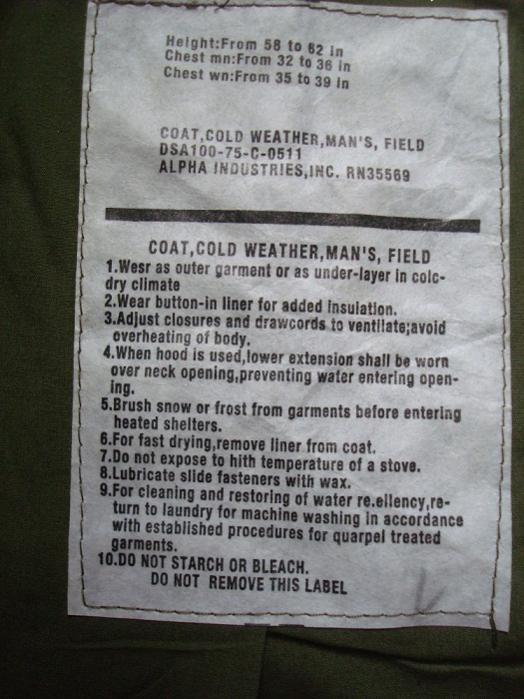 Height:From 58 to 62 in
Chest mn:From 32 to 36 in
Chest wn:From 35 to 39 in
COAT,COLD WEATHER,MAN'S, FIELD
DSA100-75-C-0511
ALPHA INDUSTRIES,INC. RN35569
COAT,COLD WEATHER,MAN'S, FIELD
1.Wesr as outer garment or as under-layer in colc-
dry climate
2.Wear button-in liner for added insulation.
3.Adjust closures and drawcords to ventilate;avoid
overheating of body.
4.When hood is used,lower extension shall be worn
over neck opening,preventing water entering open-
ing.
5.Brush snow or frost from garments before entering
heated shelters.
6.For fast drying,remove liner from coat.
7.Do not expose to hith temperature of a stove.
8.Lubricate slide fasteners with wax.
9.For cleaning and restoring of water re.ellency,re-
turn to laundry for machine washing in accordance
with established procedures for quarpel treated
garments.
10.DO NOT STARCH OR BLEACH.
DO NOT REMOVE THIS LABEL